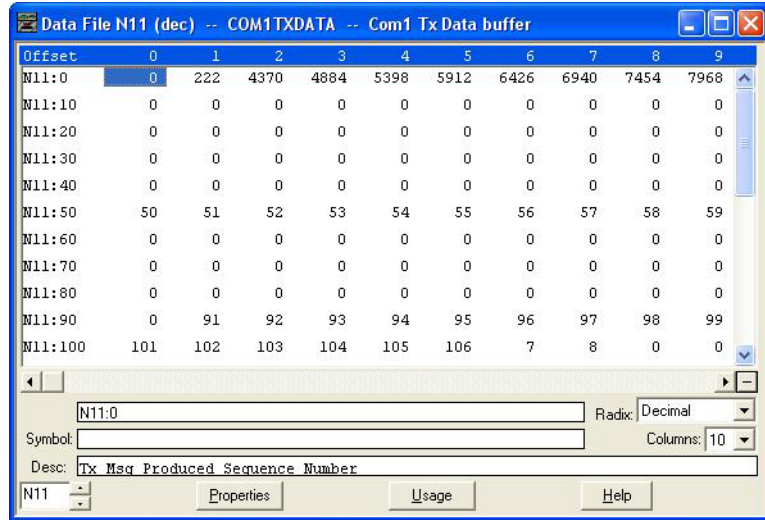 Data File N11 (dec) -- COM1TXDATA -- Com1 Tx Data buffer
Offset 0 1 2 3 4 5 6 7 8 9
N11:0 0 222 4370 4884 5398 5912 6426 6940 7454 7968
N11:10 0 0 0 0 0 0 0 0 0 0
N11:20 0 0 0 0 0 0 0 0 0 0
N11:30 0 0 0 0 0 0 0 0 0 0
N11:40 0 0 0 0 0 0 0 0 0 0
N11:50 50 51 52 53 54 55 56 57 58 59
N11:60 0 0 0 0 0 0 0 0 0 0
N11:70 0 0 0 0 0 0 0 0 0 0
N11:80 0 0 0 0 0 0 0 0 0 0
N11:90 0 91 92 93 94 95 96 97 98 99
N11:100 101 102 103 104 105 106 7 8 0 0
N11:0 Radix: Decimal
Symbol: Columns: 10
Desc: Tx Msg Produced Sequence Number
N11 Properties Usage Help